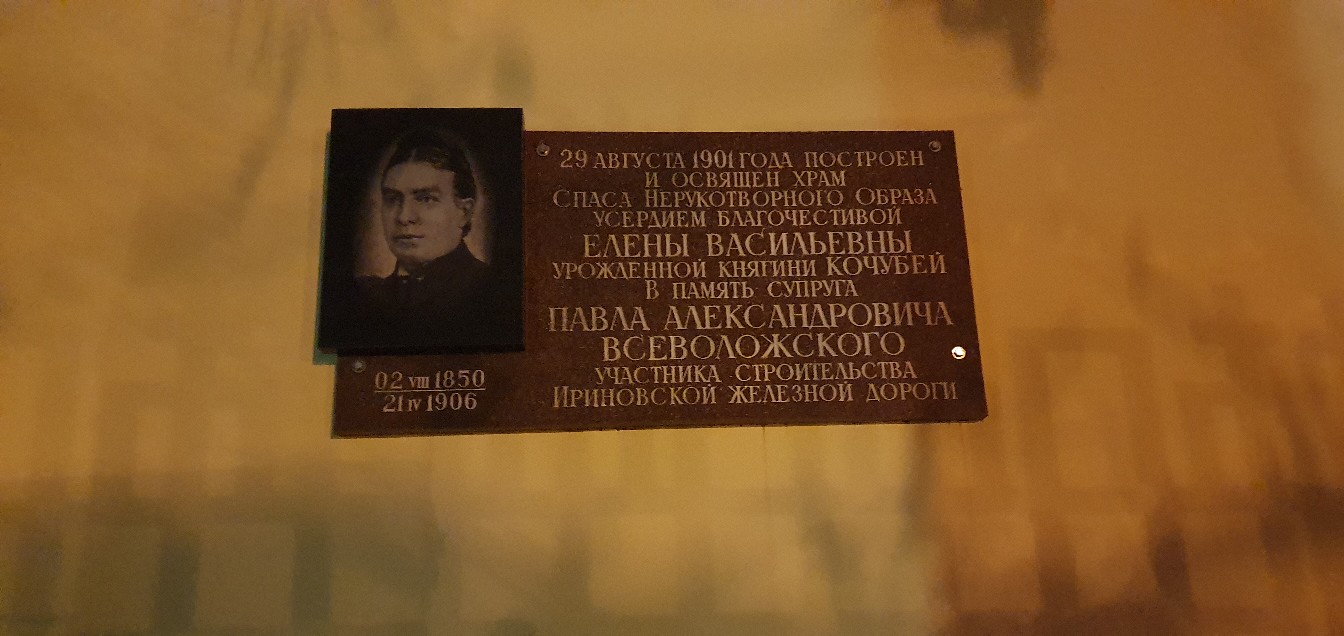 29 АВГУСТА 1901 ГОДА ПОСТРОЕН
И ОСВЯЩЕН ХРАМ
СПАСА НЕРУКОТВОРНОГО ОБРАЗА
УСЕРДИЕМ БЛАГОЧЕСТИВОЙ
ЕЛЕНЫ ВАСИЛЬЕВНЫ
УРОЖДЕННОЙ КНЯГИНИ КОЧУБЕЙ
В ПАМЯТЬ СУПРУГА
ПАВЛА АЛЕКСАНДРОВИЧА
ВСЕВОЛОЖСКОГО
УЧАСТНИКА СТРОИТЕЛЬСТВА
ИРИНОВСКОЙ ЖЕЛЕЗНОЙ ДОРОГИ
02 VIII 1850
21 IV 1906